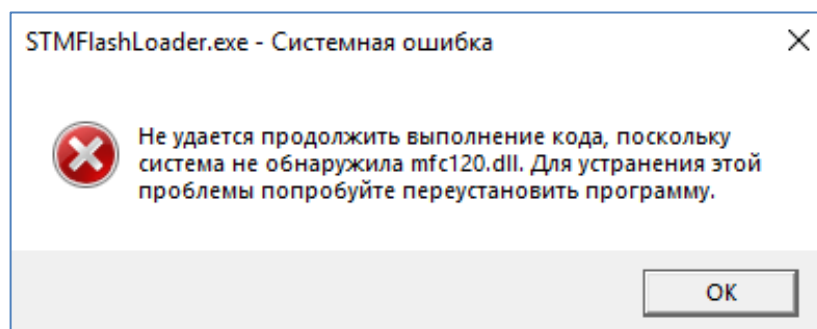 STMFlashLoader.exe - Системная ошибка
Не удается продолжить выполнение кода, поскольку
система не обнаружила mfc120.dll. Для устранения этой
проблемы попробуйте переустановить программу.
ОК